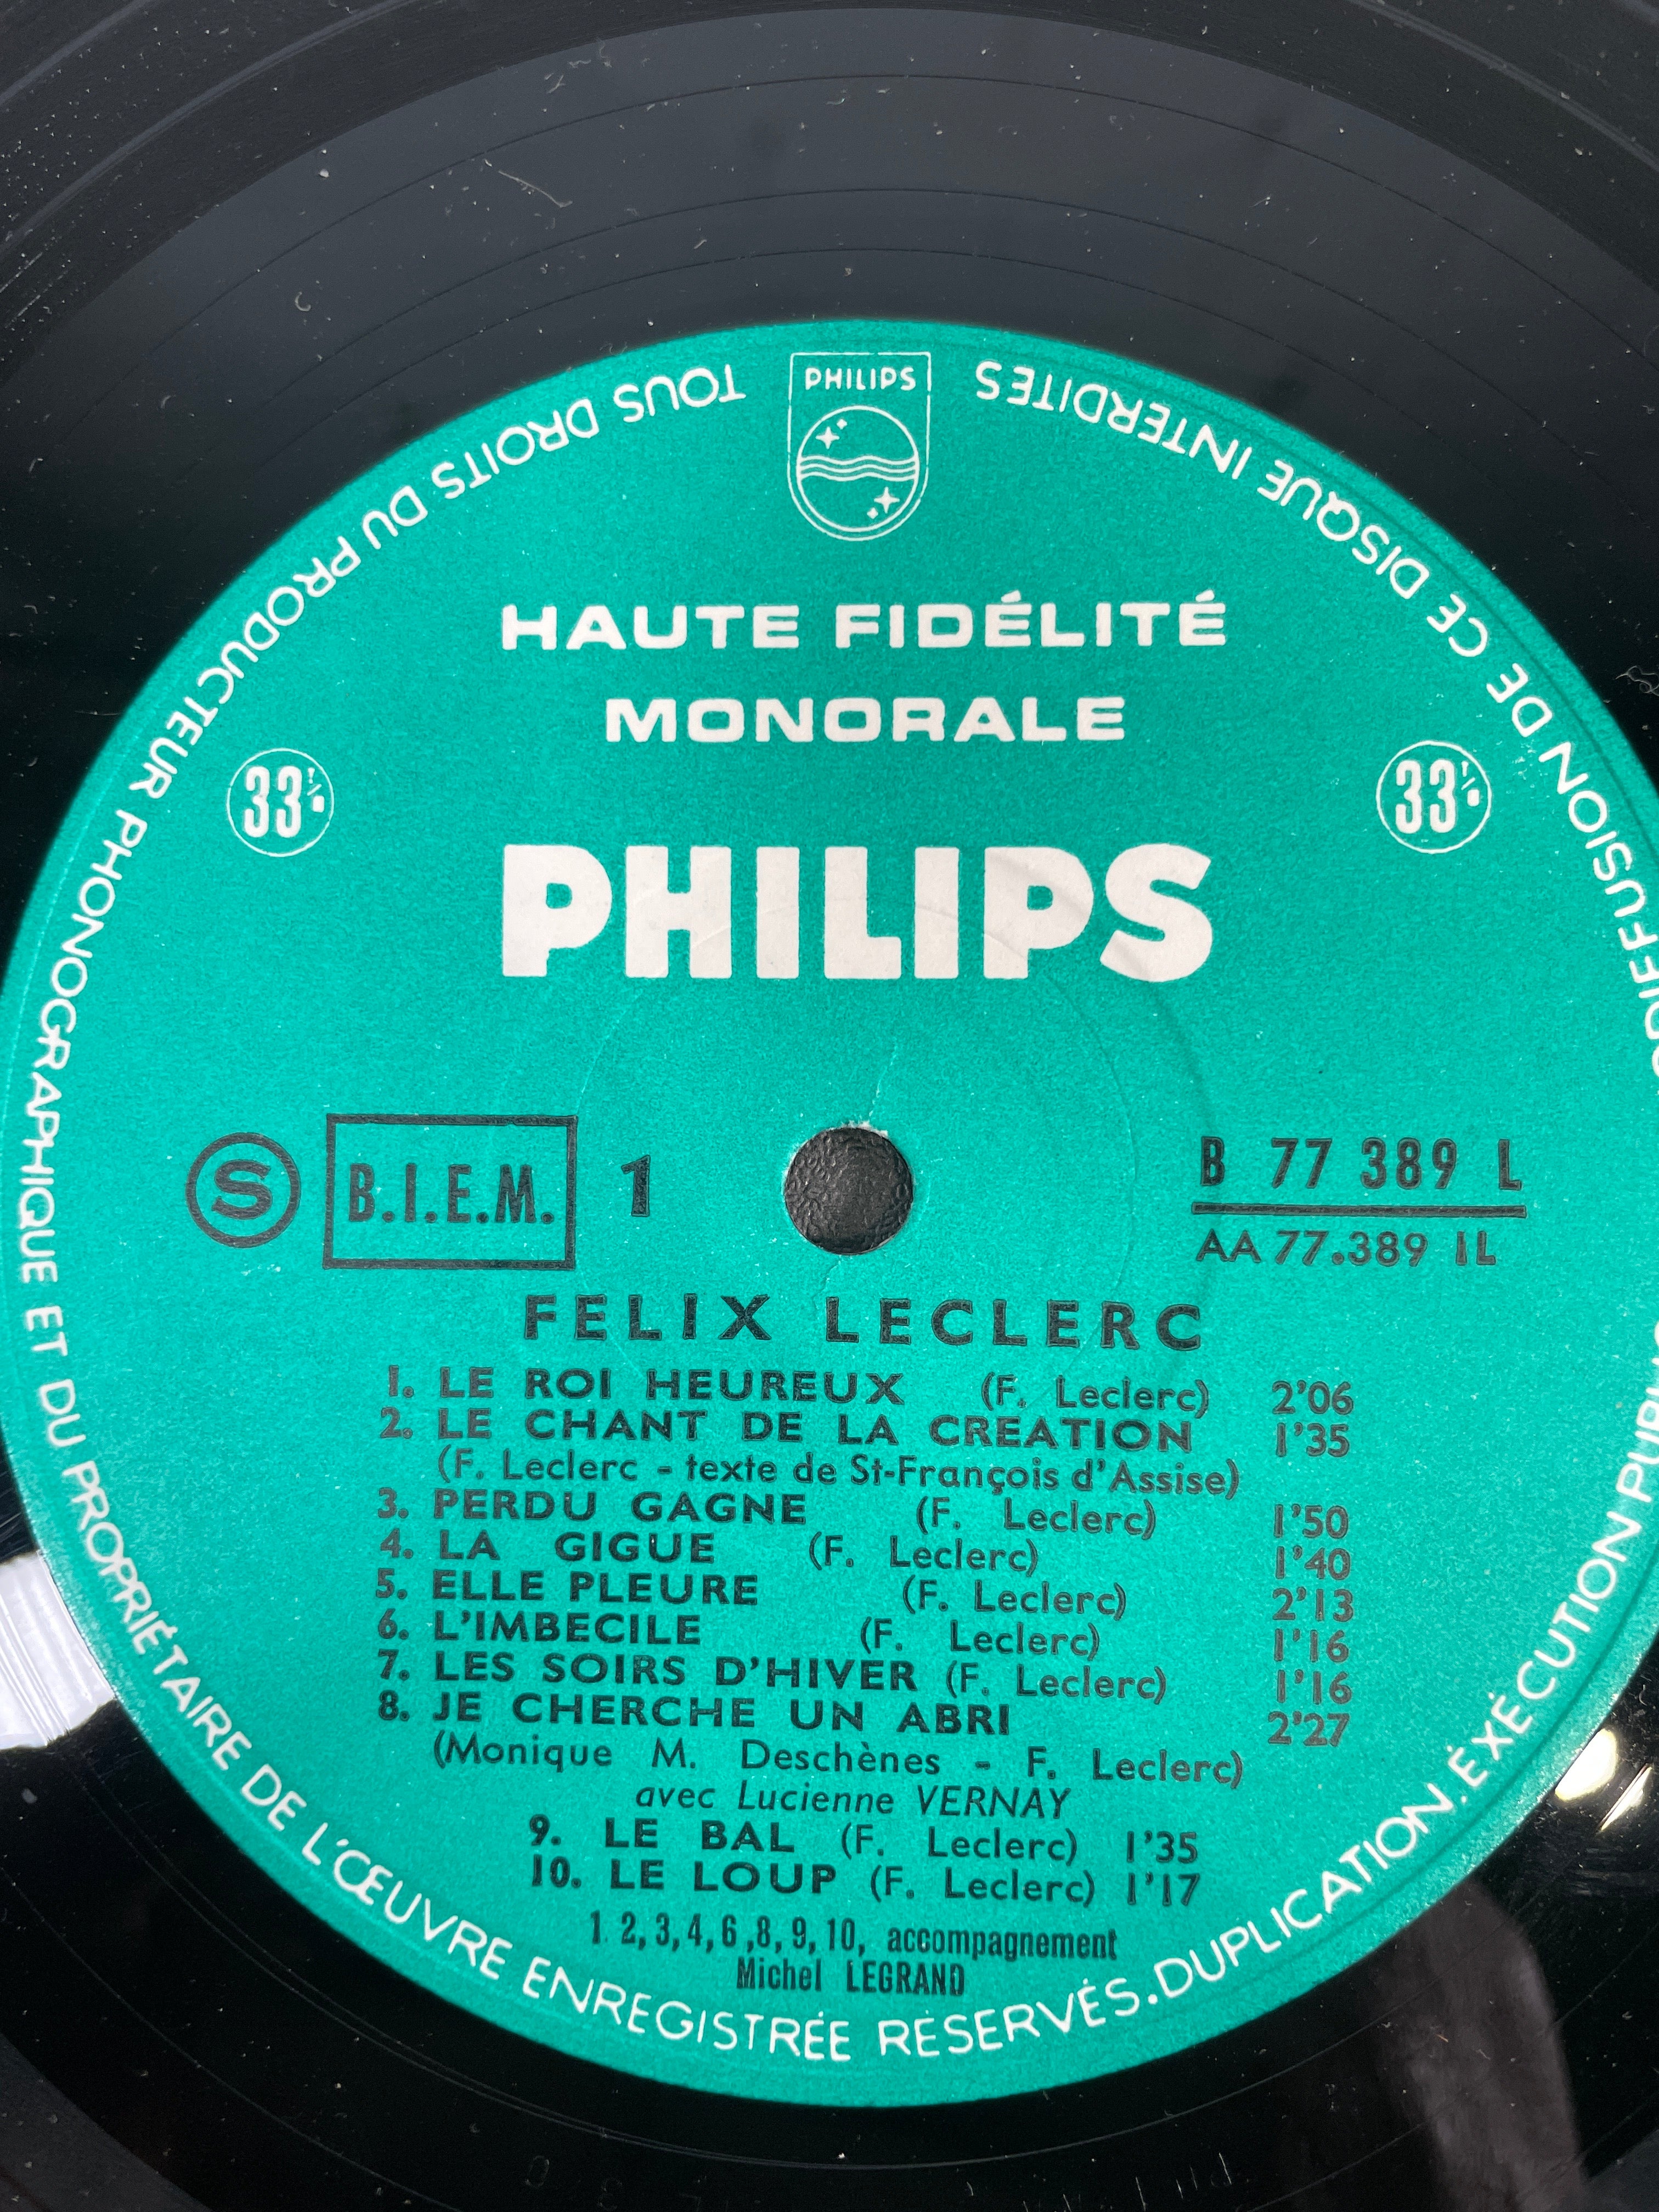 PHILIPS
HAUTE FIDÉLITÉ
MONORALE
33 1/3
33 1/3
PHILIPS
S B.I.E.M. 1
B 77 389 L
AA 77.389 1L
FELIX LECLERC
1. LE ROI HEUREUX (F. Leclerc) 2'06
2. LE CHANT DE LA CREATION 1'35
(F. Leclerc - texte de St-François d'Assise)
3. PERDU GAGNE (F. Leclerc) 1'50
4. LA GIGUE (F. Leclerc) 1'40
5. ELLE PLEURE (F. Leclerc) 2'13
6. L'IMBECILE (F. Leclerc) 1'16
7. LES SOIRS D'HIVER (F. Leclerc) 1'16
8. JE CHERCHE UN ABRI 2'27
(Monique M. Deschènes - F. Leclerc)
avec Lucienne VERNAY
9. LE BAL (F. Leclerc) 1'35
10. LE LOUP (F. Leclerc) 1'17
1 2,3,4,6,8,9,10, accompagnement
Michel LEGRAND
TOUS DROITS DU PRODUCTEUR PHONOGRAPHIQUE ET DU PROPRIÉTAIRE DE L'ŒUVRE ENREGISTRÉE RÉSERVÉS. DUPLICATION. ÉXÉCUTION DE CE DISQUE INTERDITES